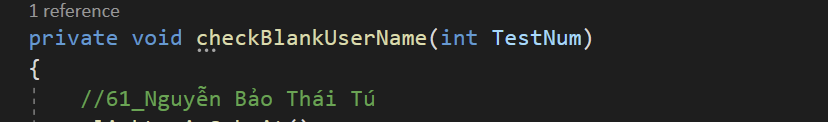 1 reference
private void checkBlankUserName(int TestNum)
{
//61_Nguyễn Bảo Thái Tú